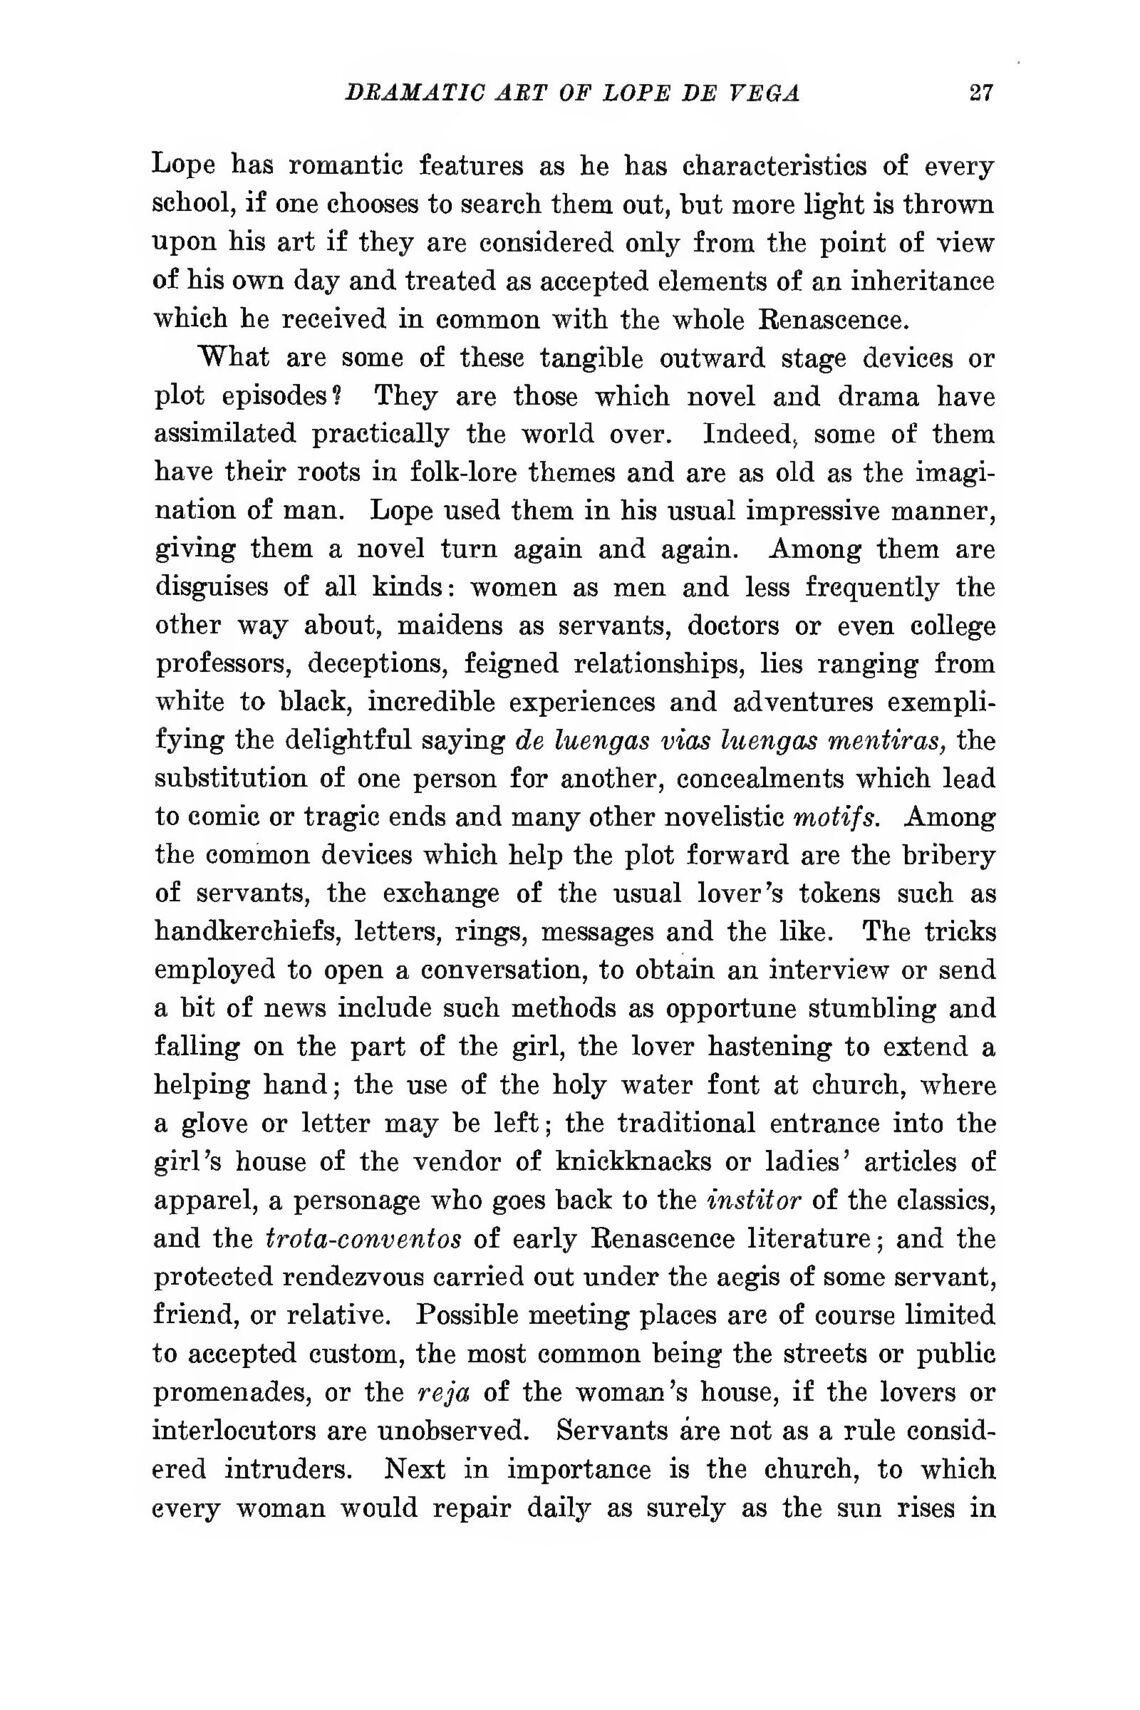 DRAMATIC ART OF LOPE DE VEGA 27
Lope has romantic features as he has characteristics of every
school, if one chooses to search them out, but more light is thrown
upon his art if they are considered only from the point of view
of his own day and treated as accepted elements of an inheritance
which he received in common with the whole Renascence.
What are some of these tangible outward stage devices or
plot episodes? They are those which novel and drama have
assimilated practically the world over. Indeed, some of them
have their roots in folk-lore themes and are as old as the imagi-
nation of man. Lope used them in his usual impressive manner,
giving them a novel turn again and again. Among them are
disguises of all kinds: women as men and less frequently the
other way about, maidens as servants, doctors or even college
professors, deceptions, feigned relationships, lies ranging from
white to black, incredible experiences and adventures exempli-
fying the delightful saying de luengas vias luengas mentiras, the
substitution of one person for another, concealments which lead
to comic or tragic ends and many other novelistic motifs. Among
the common devices which help the plot forward are the bribery
of servants, the exchange of the usual lover's tokens such as
handkerchiefs, letters, rings, messages and the like. The tricks
employed to open a conversation, to obtain an interview or send
a bit of news include such methods as opportune stumbling and
falling on the part of the girl, the lover hastening to extend a
helping hand; the use of the holy water font at church, where
a glove or letter may be left; the traditional entrance into the
girl's house of the vendor of knickknacks or ladies' articles of
apparel, a personage who goes back to the institor of the classics,
and the trota-conventos of early Renascence literature; and the
protected rendezvous carried out under the aegis of some servant,
friend, or relative. Possible meeting places are of course limited
to accepted custom, the most common being the streets or public
promenades, or the reja of the woman's house, if the lovers or
interlocutors are unobserved. Servants are not as a rule consid-
ered intruders. Next in importance is the church, to which
every woman would repair daily as surely as the sun rises in